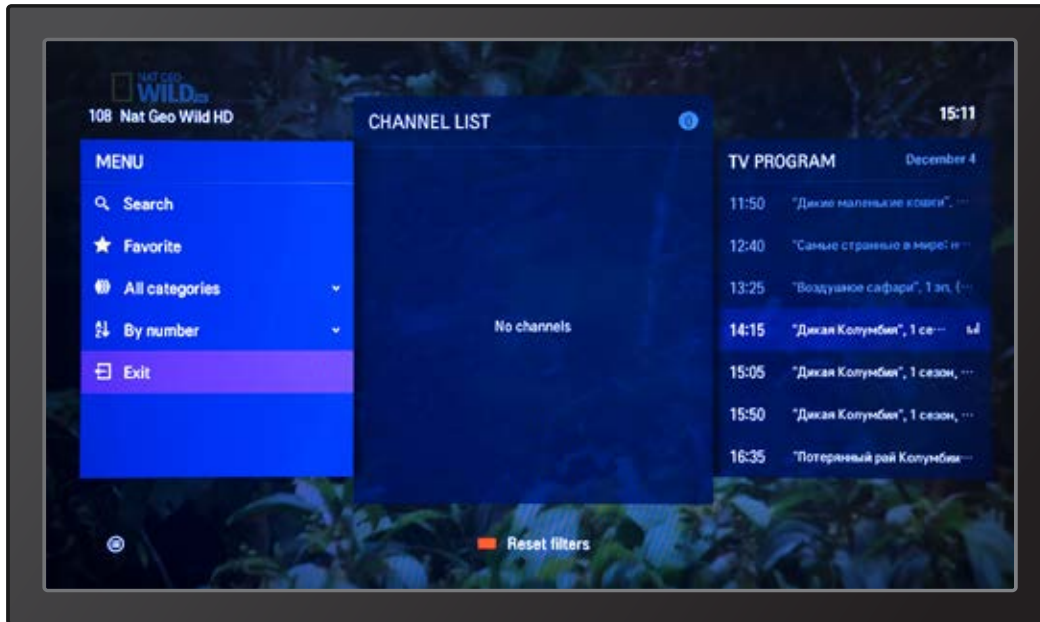 NAT GEO
WILD HD
108 Nat Geo Wild HD
15:11
MENU
Search
Favorite
All categories
By number
Exit
CHANNEL LIST
0
No channels
TV PROGRAM December 4
11:50 "Дикие маленькие кошки", ...
12:40 "Самые странные в мире: н...
13:25 "Воздушное сафари", 1 эп. (...
14:15 "Дикая Колумбия", 1 се...
15:05 "Дикая Колумбия", 1 сезон, ...
15:50 "Дикая Колумбия", 1 сезон, ...
16:35 "Потерянный рай Колумбии...
Reset filters